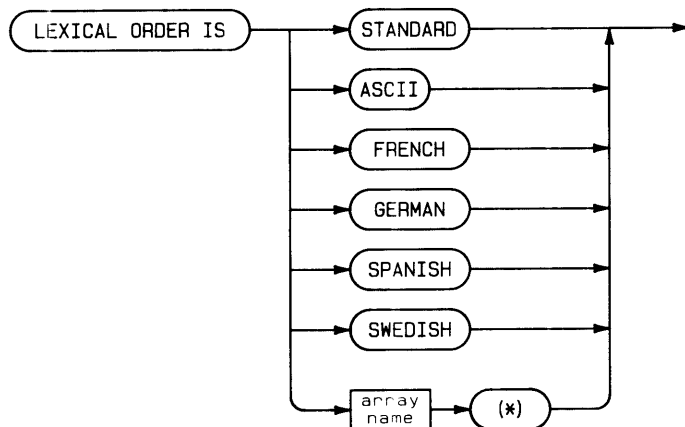 LEXICAL ORDER IS
STANDARD
ASCII
FRENCH
GERMAN
SPANISH
SWEDISH
array
name
(*)